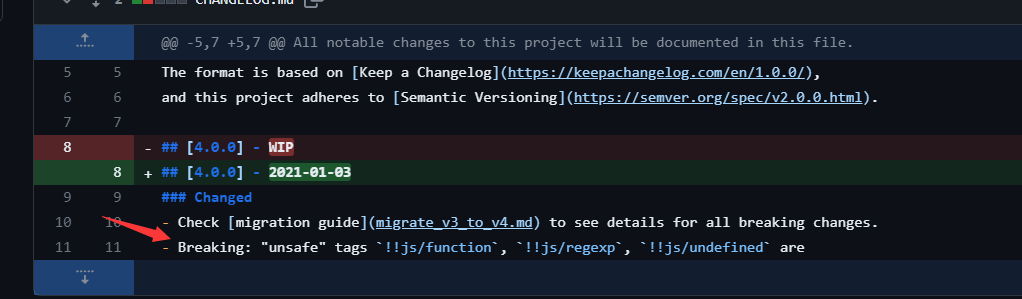 2 CHANGELOG.md
@@ -5,7 +5,7 @@ All notable changes to this project will be documented in this file.
5 5 The format is based on [Keep a Changelog](https://keepachangelog.com/en/1.0.0/),
6 6 and this project adheres to [Semantic Versioning](https://semver.org/spec/v2.0.0.html).
7 7
8 - ## [4.0.0] - WIP
8 + ## [4.0.0] - 2021-01-03
9 9 ### Changed
10 10 - Check [migration guide](migrate_v3_to_v4.md) to see details for all breaking changes.
11 11 - Breaking: "unsafe" tags `!!js/function`, `!!js/regexp`, `!!js/undefined` are